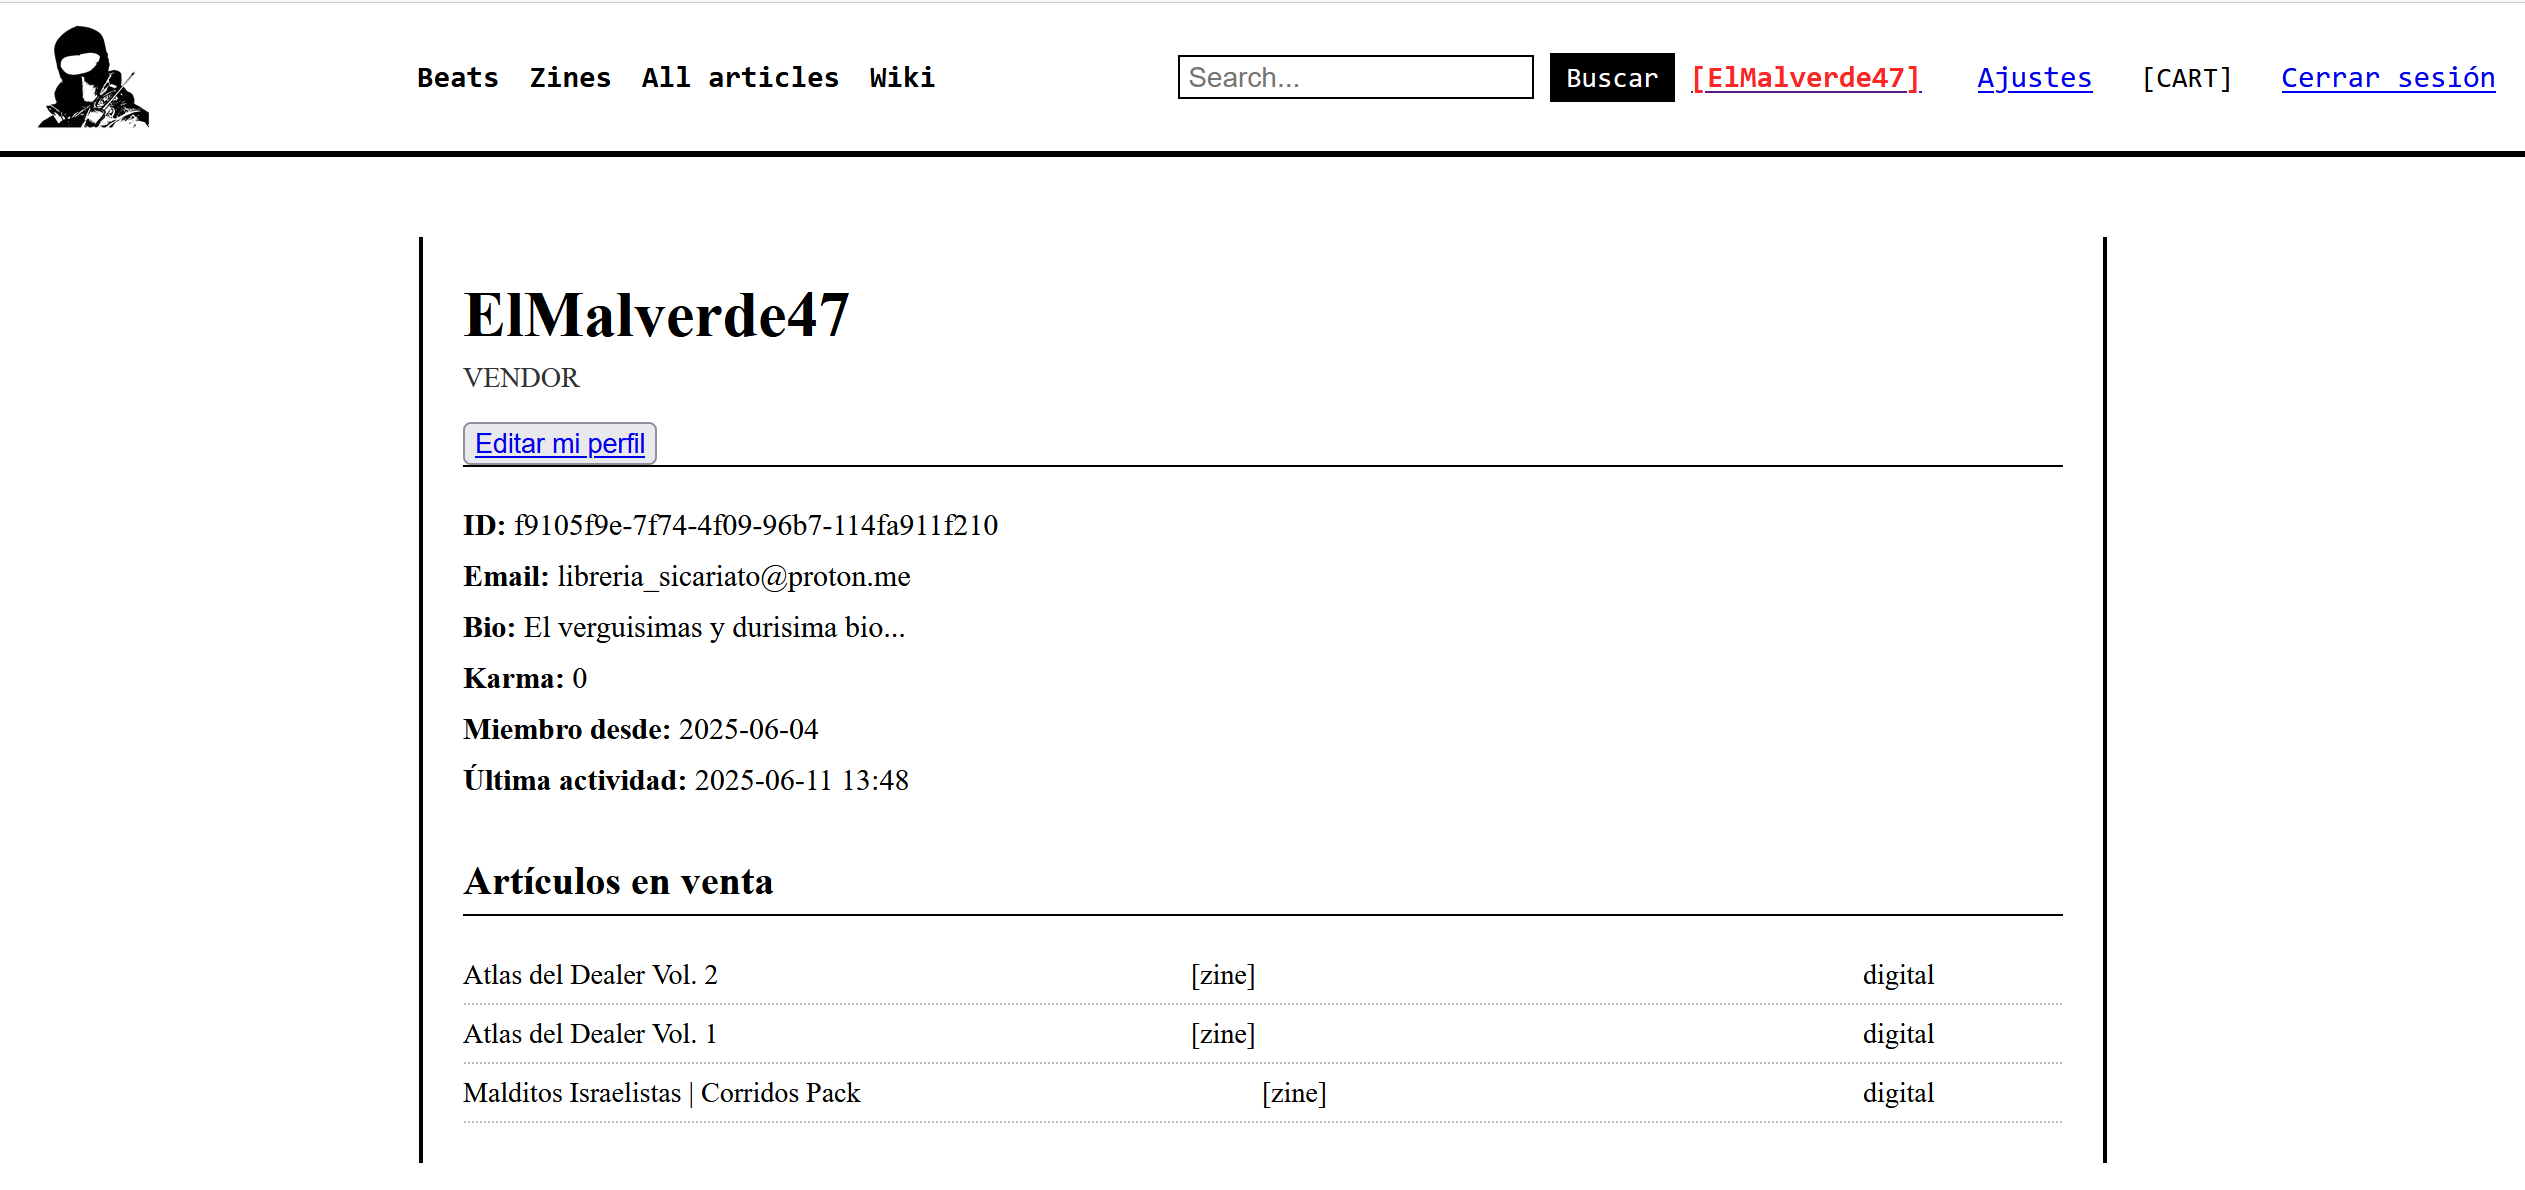 Beats Zines All articles Wiki Search... Buscar [ElMalverde47] Ajustes [CART] Cerrar sesión
ElMalverde47
VENDOR
Editar mi perfil
ID: f9105f9e-7f74-4f09-96b7-114fa911f210
Email: libreria_sicariato@proton.me
Bio: El verguisimas y durisima bio...
Karma: 0
Miembro desde: 2025-06-04
Última actividad: 2025-06-11 13:48
Artículos en venta
Atlas del Dealer Vol. 2 [zine] digital
Atlas del Dealer Vol. 1 [zine] digital
Malditos Israelistas | Corridos Pack [zine] digital